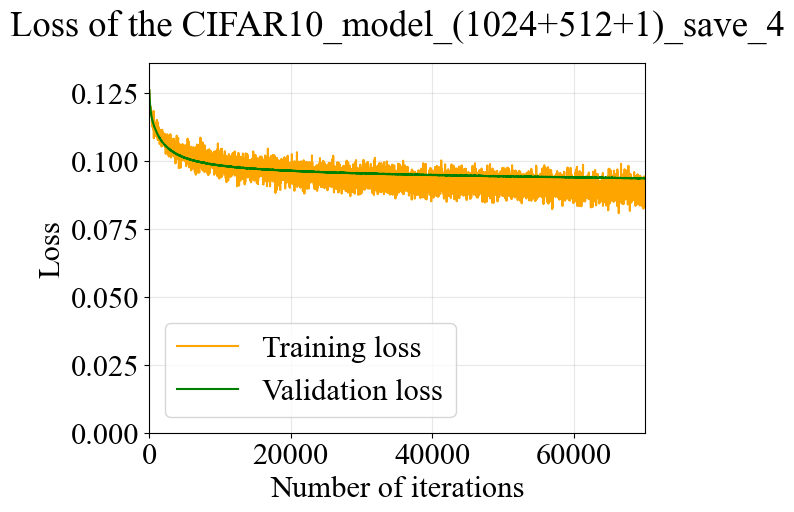 Loss of the CIFAR10_model_(1024+512+1)_save_4
0.125
0.100
0.075
0.050
0.025
0.000
Loss
Training loss
Validation loss
0 20000 40000 60000
Number of iterations